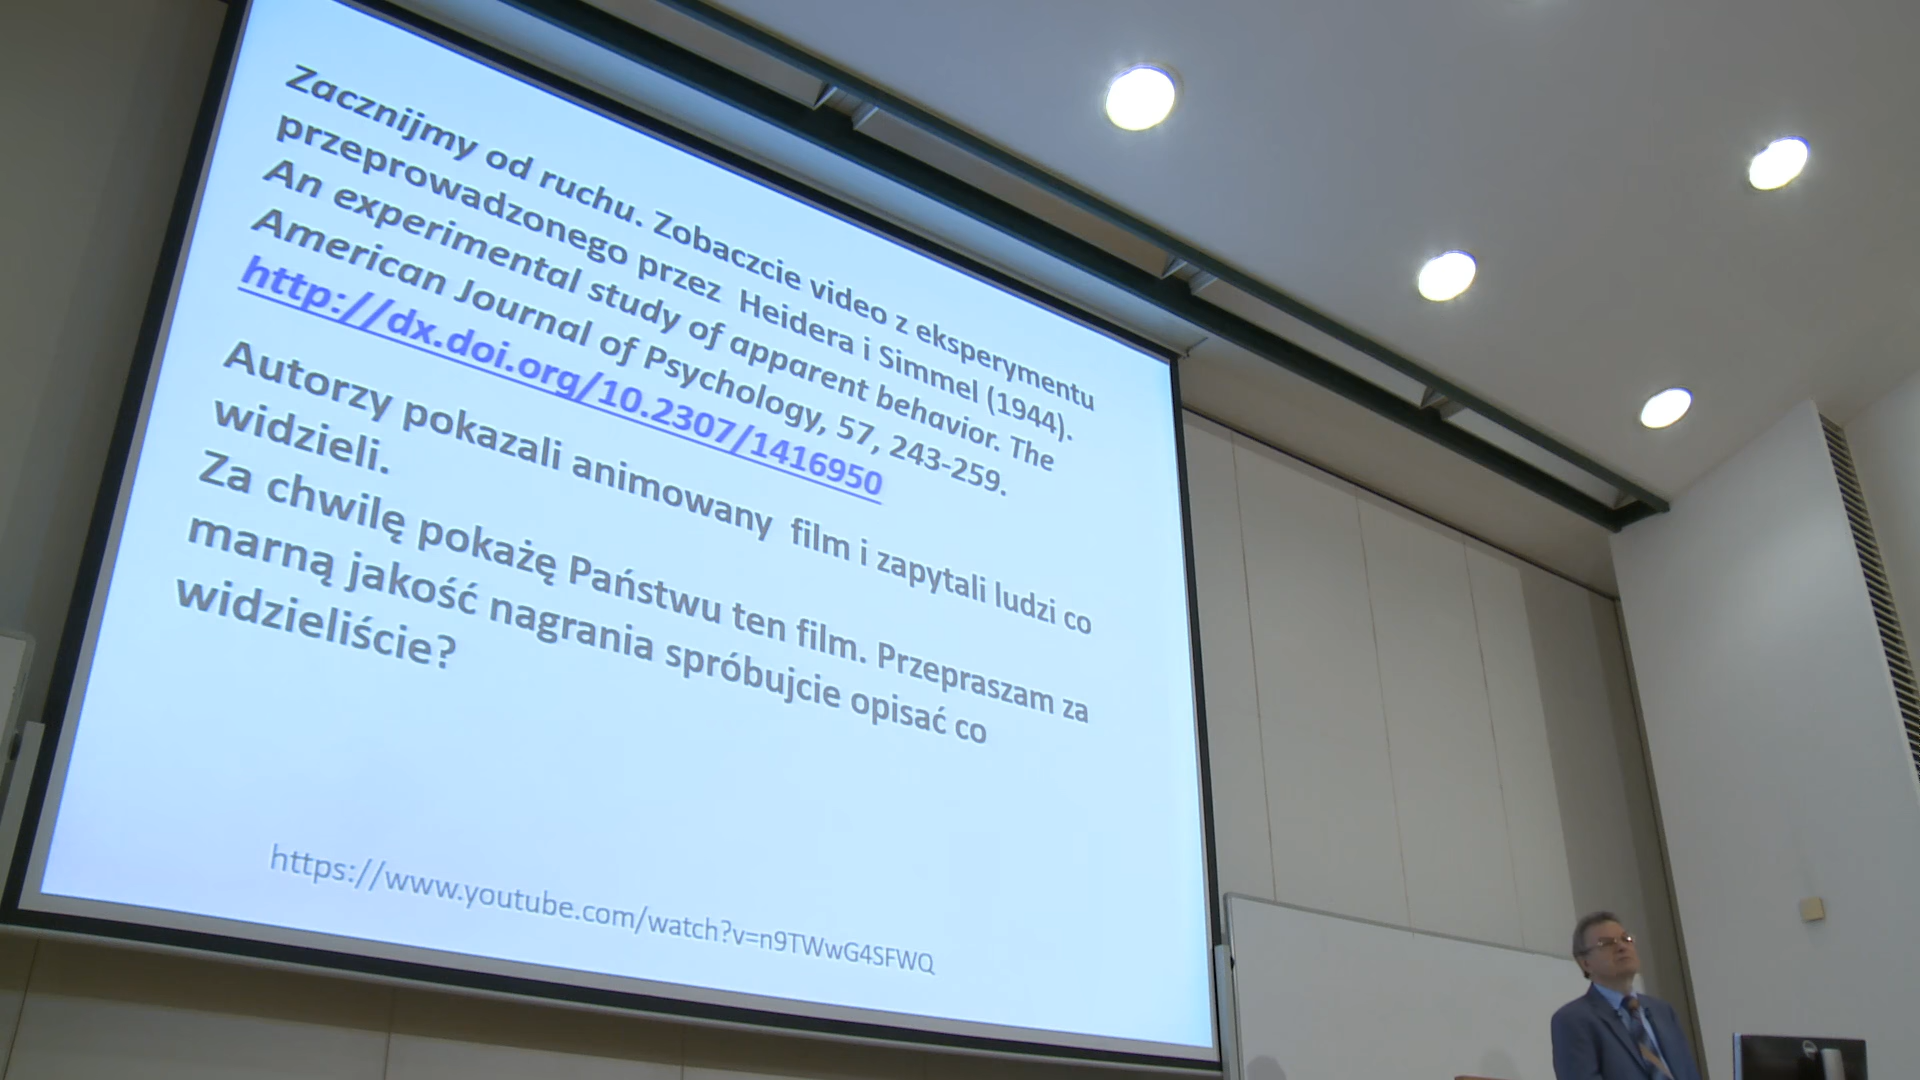 Zacznijmy od ruchu. Zobaczcie video z eksperymentu
przeprowadzonego przez Heidera i Simmel (1944).
An experimental study of apparent behavior. The
American Journal of Psychology, 57, 243-259.
http://dx.doi.org/10.2307/1416950
Autorzy pokazali animowany film i zapytali ludzi co
widzieli.
Za chwilę pokażę Państwu ten film. Przepraszam za
marną jakość nagrania spróbujcie opisać co
widzieliście?
https://www.youtube.com/watch?v=n9TWwG4SFWQ